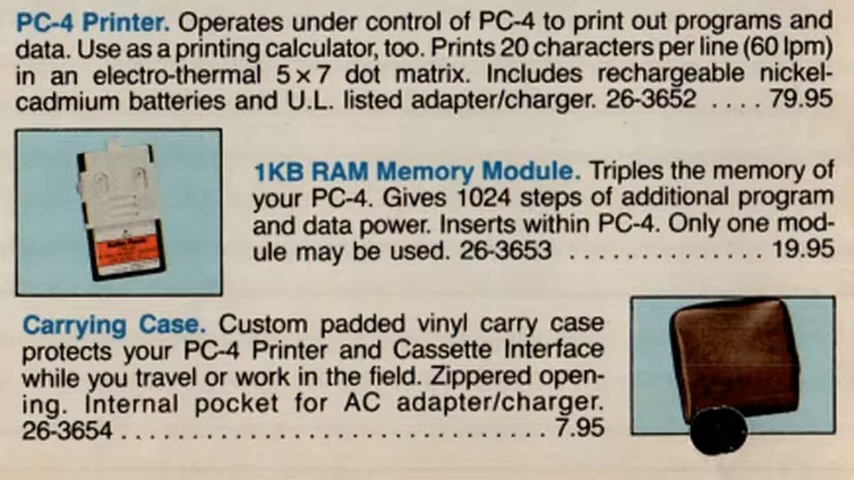 PC-4 Printer. Operates under control of PC-4 to print out programs and
data. Use as a printing calculator, too. Prints 20 characters per line (60 lpm)
in an electro-thermal 5 x 7 dot matrix. Includes rechargeable nickel-
cadmium batteries and U.L. listed adapter/charger. 26-3652 .... 79.95
1KB RAM Memory Module. Triples the memory of
your PC-4. Gives 1024 steps of additional program
and data power. Inserts within PC-4. Only one mod-
ule may be used. 26-3653 .............. 19.95
Carrying Case. Custom padded vinyl carry case
protects your PC-4 Printer and Cassette Interface
while you travel or work in the field. Zippered open-
ing. Internal pocket for AC adapter/charger.
26-3654 ................................ 7.95